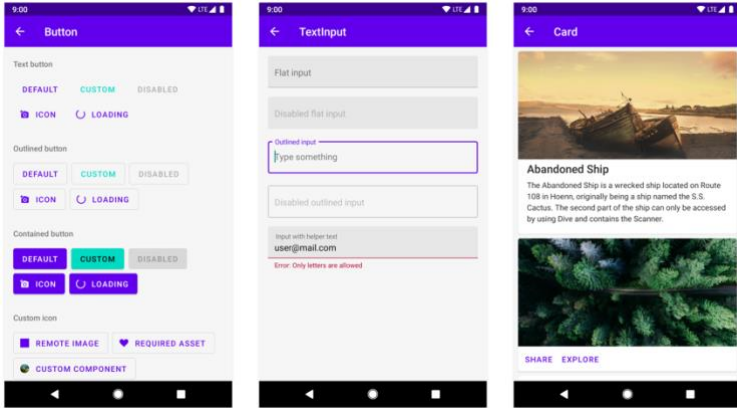 9:00 LTE
Button
Text button
DEFAULT CUSTOM DISABLED
ICON LOADING
Outlined button
DEFAULT CUSTOM DISABLED
ICON LOADING
Contained button
DEFAULT CUSTOM DISABLED
ICON LOADING
Custom icon
REMOTE IMAGE REQUIRED ASSET
CUSTOM COMPONENT
9:00 LTE
TextInput
Flat input
Disabled flat input
Outlined input
Type something
Disabled outlined input
Input with helper text
user@mail.com
Error: Only letters are allowed
9:00 LTE
Card
Abandoned Ship
The Abandoned Ship is a wrecked ship located on Route
108 in Hoenn, originally being a ship named the S.S.
Cactus. The second part of the ship can only be accessed
by using Dive and contains the Scanner.
SHARE EXPLORE